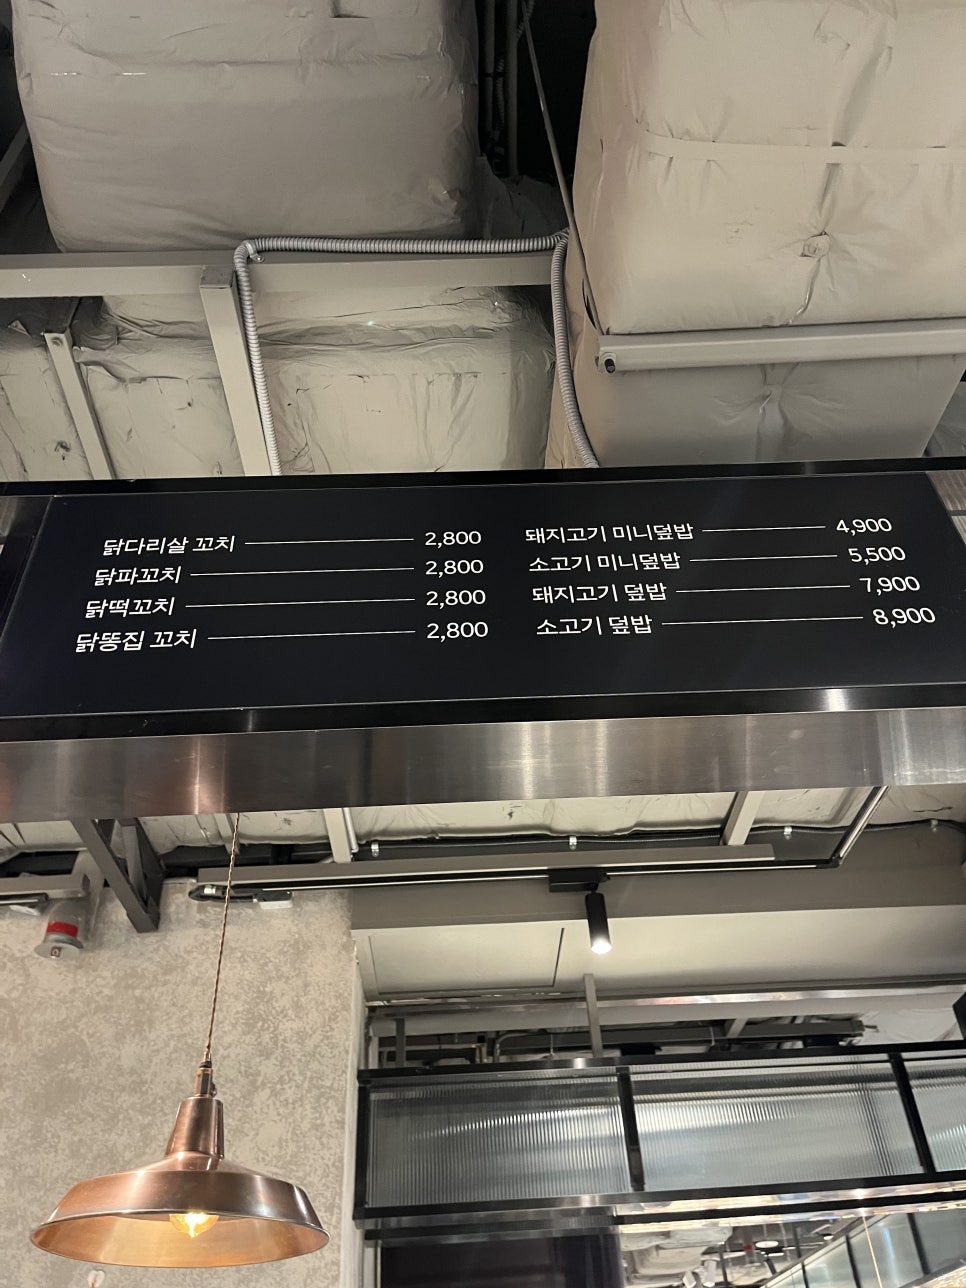 닭다리살 꼬치 2,800
닭파꼬치 2,800
닭떡꼬치 2,800
닭똥집 꼬치 2,800
돼지고기 미니덮밥 4,900
소고기 미니덮밥 5,500
돼지고기 덮밥 7,900
소고기 덮밥 8,900